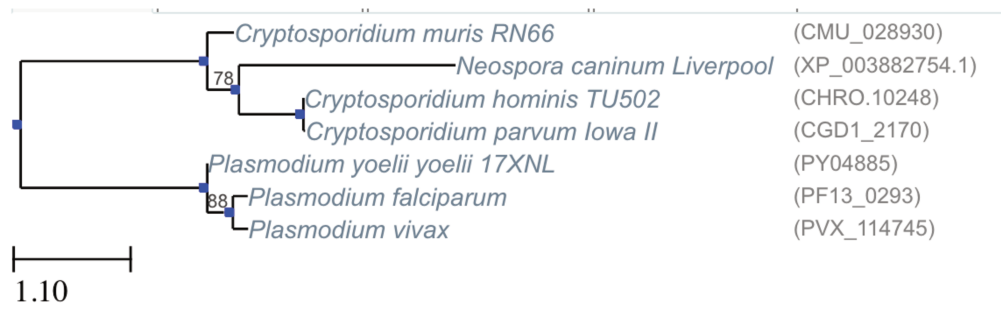 Cryptosporidium muris RN66 (CMU_028930)
78 Neospora caninum Liverpool (XP_003882754.1)
Cryptosporidium hominis TU502 (CHRO.10248)
Cryptosporidium parvum Iowa II (CGD1_2170)
Plasmodium yoelii yoelii 17XNL (PY04885)
88 Plasmodium falciparum (PF13_0293)
Plasmodium vivax (PVX_114745)
1.10